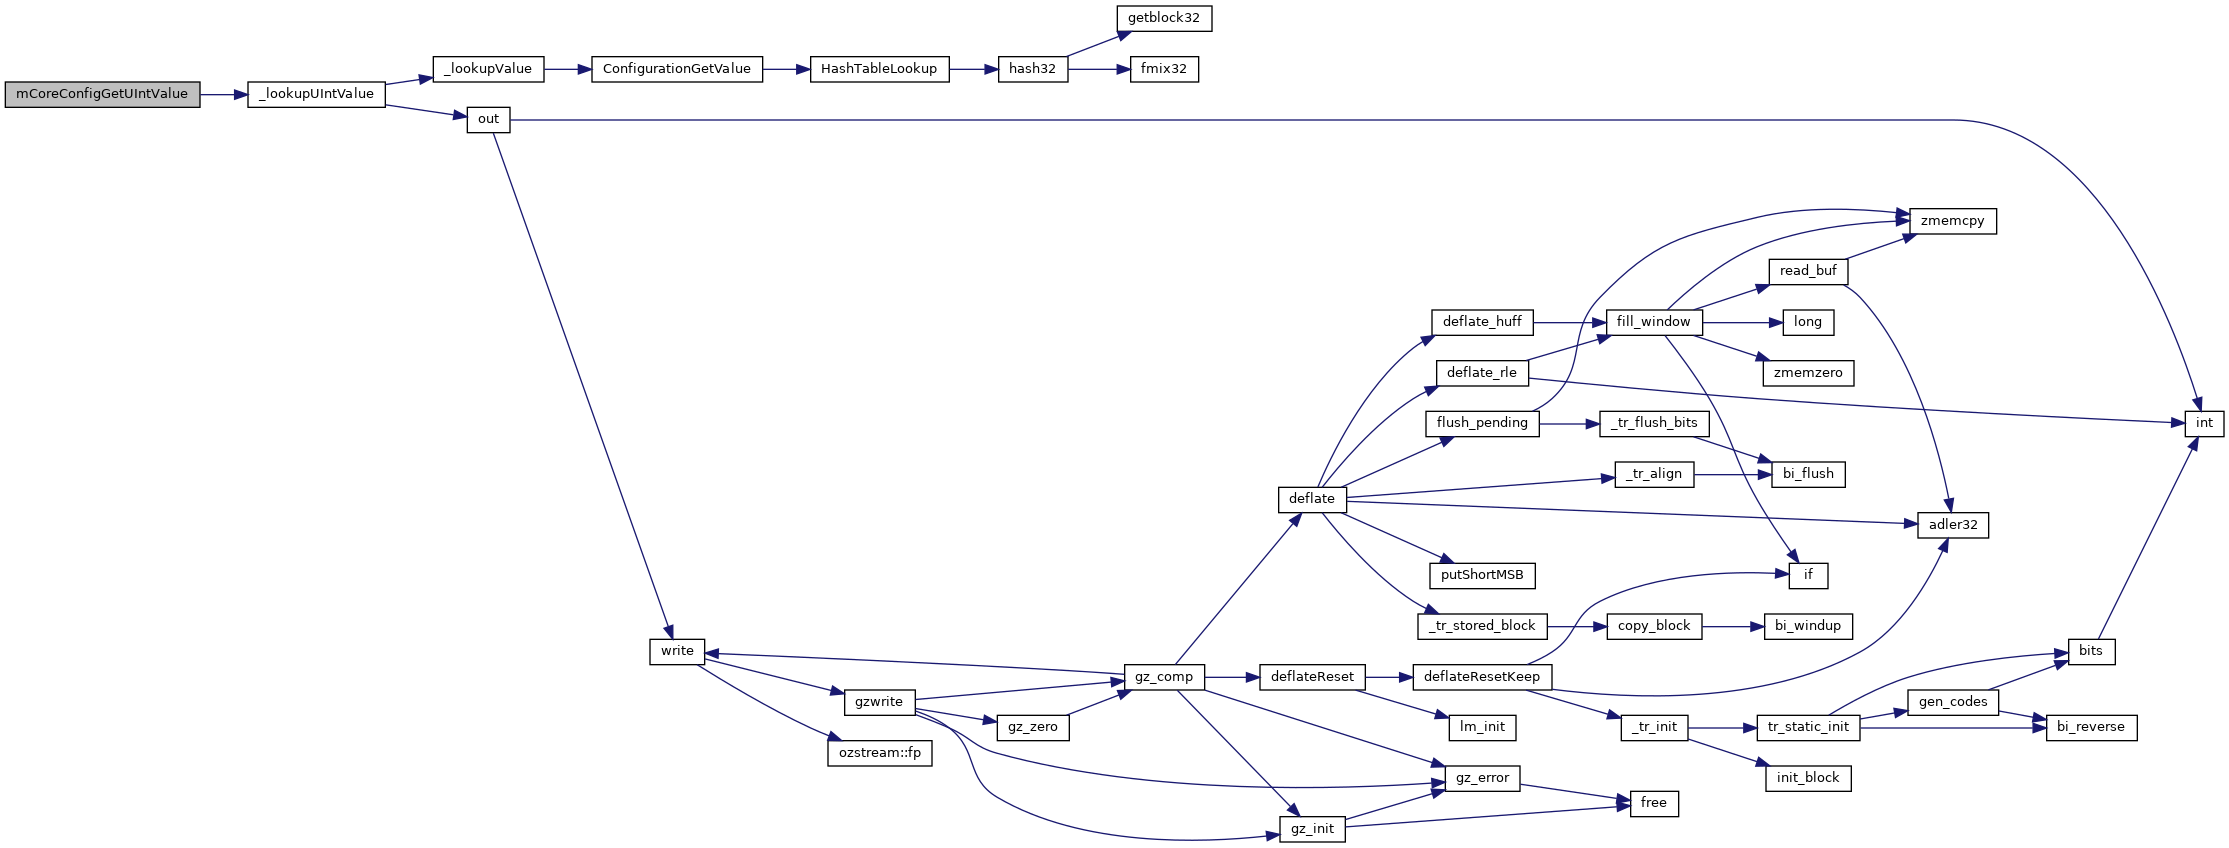 getblock32
_lookupValue
ConfigurationGetValue
HashTableLookup
hash32
fmix32
mCoreConfigGetUIntValue
_lookupUIntValue
out
zmemcpy
read_buf
deflate_huff
fill_window
long
deflate_rle
zmemzero
flush_pending
_tr_flush_bits
int
_tr_align
bi_flush
deflate
adler32
putShortMSB
if
_tr_stored_block
copy_block
bi_windup
write
bits
gz_comp
deflateReset
deflateResetKeep
gzwrite
gen_codes
gz_zero
lm_init
_tr_init
tr_static_init
bi_reverse
ozstream::fp
gz_error
init_block
free
gz_init